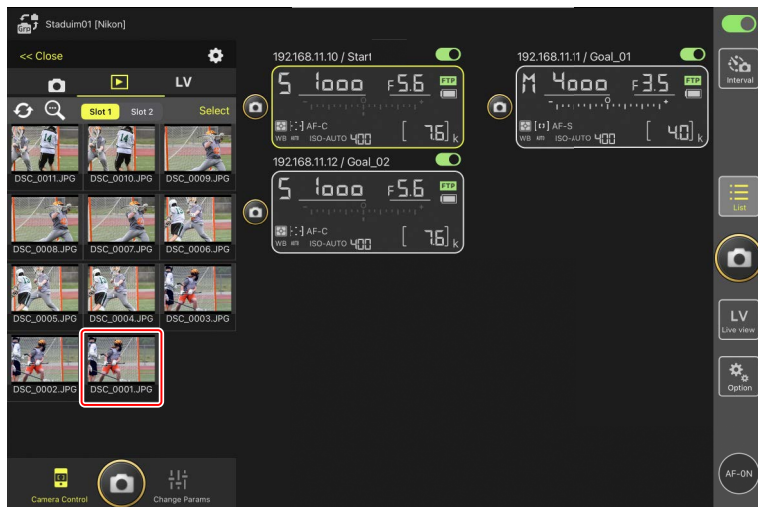 Grp Staduim01 [Nikon]
<< Close
LV
Slot 1 Slot 2 Select
DSC_0011.JPG DSC_0010.JPG DSC_0009.JPG
DSC_0008.JPG DSC_0007.JPG DSC_0006.JPG
DSC_0005.JPG DSC_0004.JPG DSC_0003.JPG
DSC_0002.JPG DSC_0001.JPG
Camera Control Change Params
192.168.11.10 / Start
S 1000 F5.6 FTP
AF-C
WB ISO-AUTO 400 [ 7.6] k
192.168.11.11 / Goal_01
M 4000 F3.5 FTP
AF-S
WB ISO-AUTO 400 [ 4.0] k
192.168.11.12 / Goal_02
S 1000 F5.6 FTP
AF-C
WB ISO-AUTO 400 [ 7.6] k
Interval
List
LV
Live view
Option
AF-ON